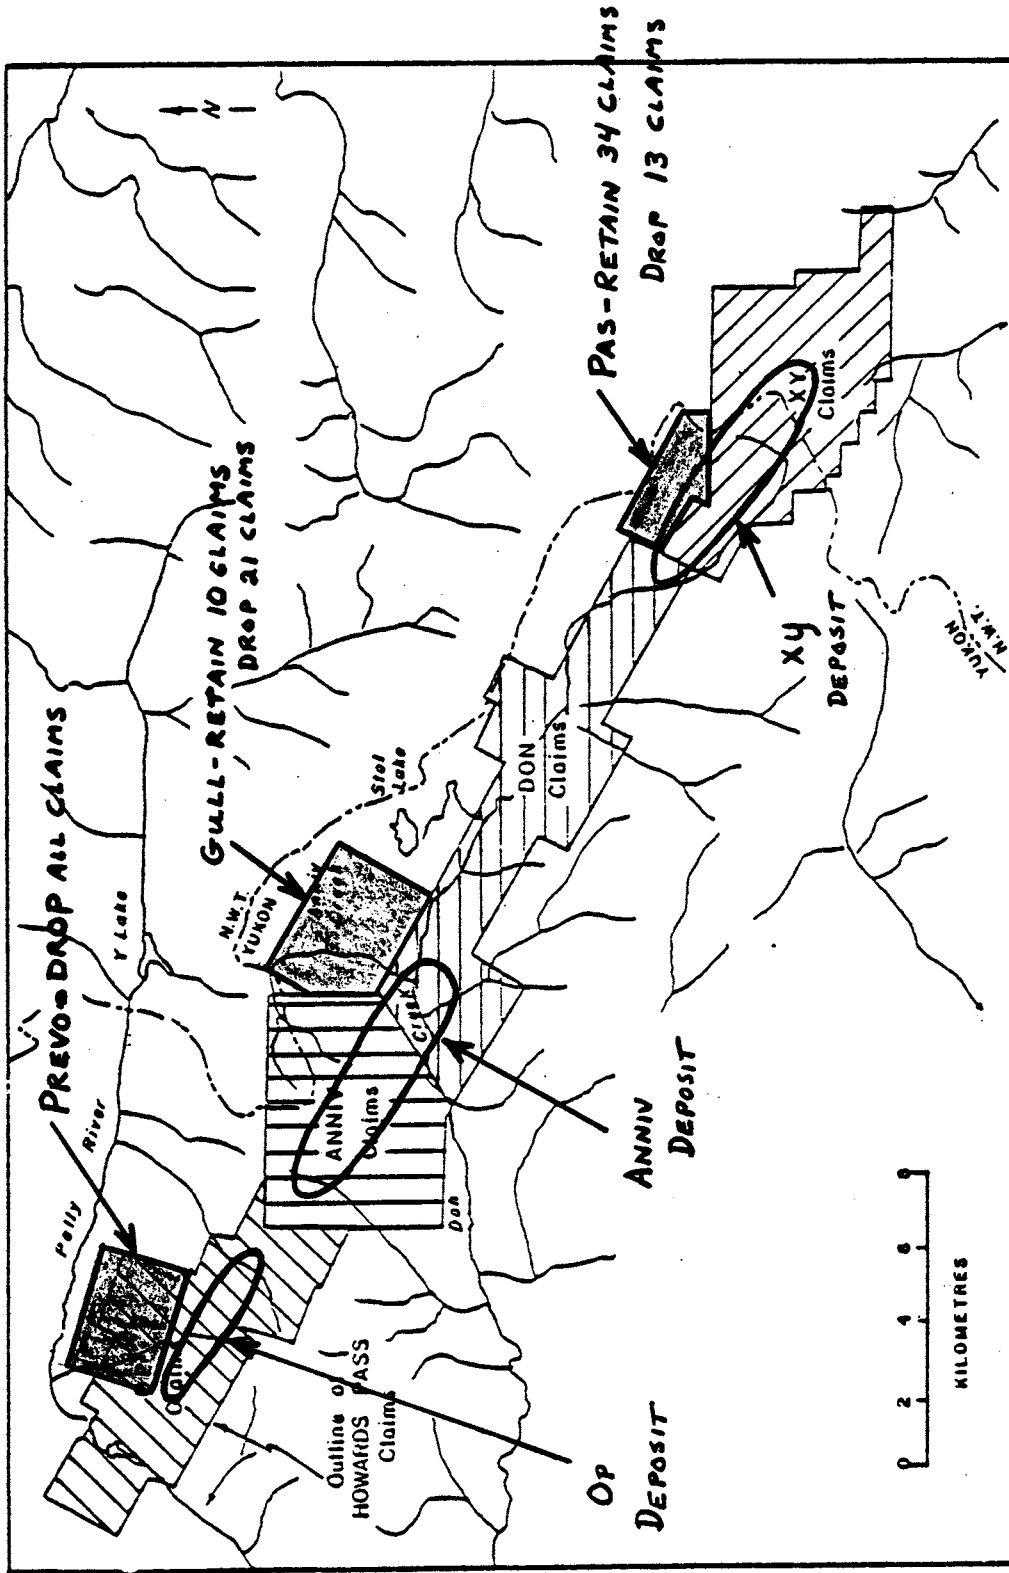 PREVO-DROP ALL CLAIMS
GULL-RETAIN 10 CLAIMS
DROP 21 CLAIMS
PAS-RETAIN 34 CLAIMS
DROP 13 CLAIMS
N
Y Lake
Pelly
River
N.W.T.
YUKON
Stol
Lake
ANNIV
Claims
DON
Claims
XY
Claims
Don
Creek
Outline of
HOWARDS PASS
Claims
OP
DEPOSIT
ANNIV
DEPOSIT
XY
DEPOSIT
YUKON
N.W.T.
0 2 4 6 8
KILOMETRES